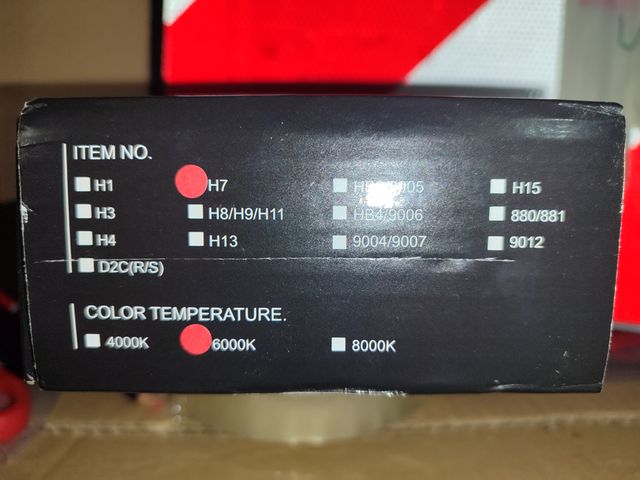 ITEM NO.
H1 H7 H15
H3 H8/H9/H11 HB4/9006 880/881
H4 H13 9004/9007 9012
D2C(R/S)
COLOR TEMPERATURE.
4000K 6000K 8000K